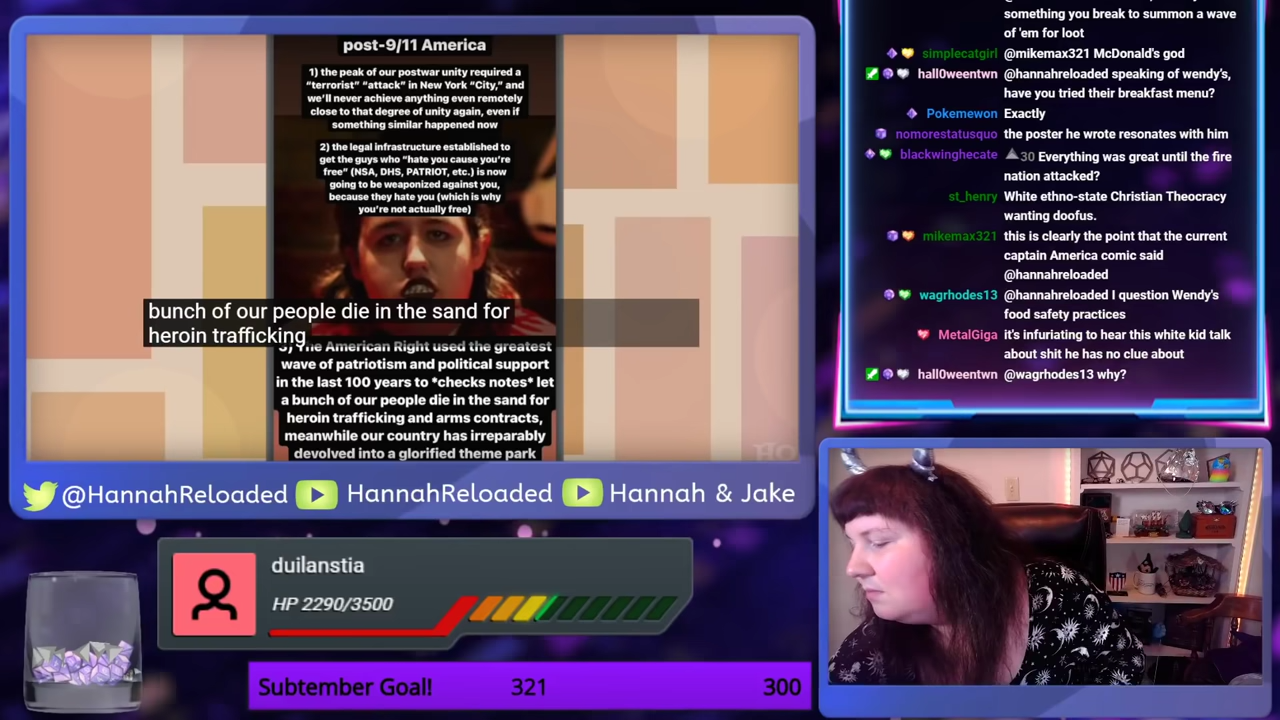 post-9/11 America
1) the peak of our postwar unity required a
"terrorist" "attack" in New York "City," and
we'll never achieve anything even remotely
close to that degree of unity again, even if
something similar happened now
2) the legal infrastructure established to
get the guys who "hate you cause you're
free" (NSA, DHS, PATRIOT, etc.) is now
going to be weaponized against you,
because they hate you (which is why
you're not actually free)
bunch of our people die in the sand for
heroin trafficking
3) The American Right used the greatest
wave of patriotism and political support
in the last 100 years to *checks notes* let
a bunch of our people die in the sand for
heroin trafficking and arms contracts,
meanwhile our country has irreparably
devolved into a glorified theme park
@HannahReloaded
HannahReloaded
Hannah & Jake
duilanstia
HP 2290/3500
Subtember Goal! 321 300
something you break to summon a wave
of 'em for loot
simplecatgirl @mikemax321 McDonald's god
hall0weentwn @hannahreloaded speaking of wendy's,
have you tried their breakfast menu?
Pokemewon Exactly
nomorestatusquo the poster he wrote resonates with him
blackwinghecate 30 Everything was great until the fire
nation attacked?
st_henry White ethno-state Christian Theocracy
wanting doofus.
mikemax321 this is clearly the point that the current
captain America comic said
@hannahreloaded
wagrhodes13 @hannahreloaded I question Wendy's
food safety practices
MetalGiga it's infuriating to hear this white kid talk
about shit he has no clue about
hall0weentwn @wagrhodes13 why?